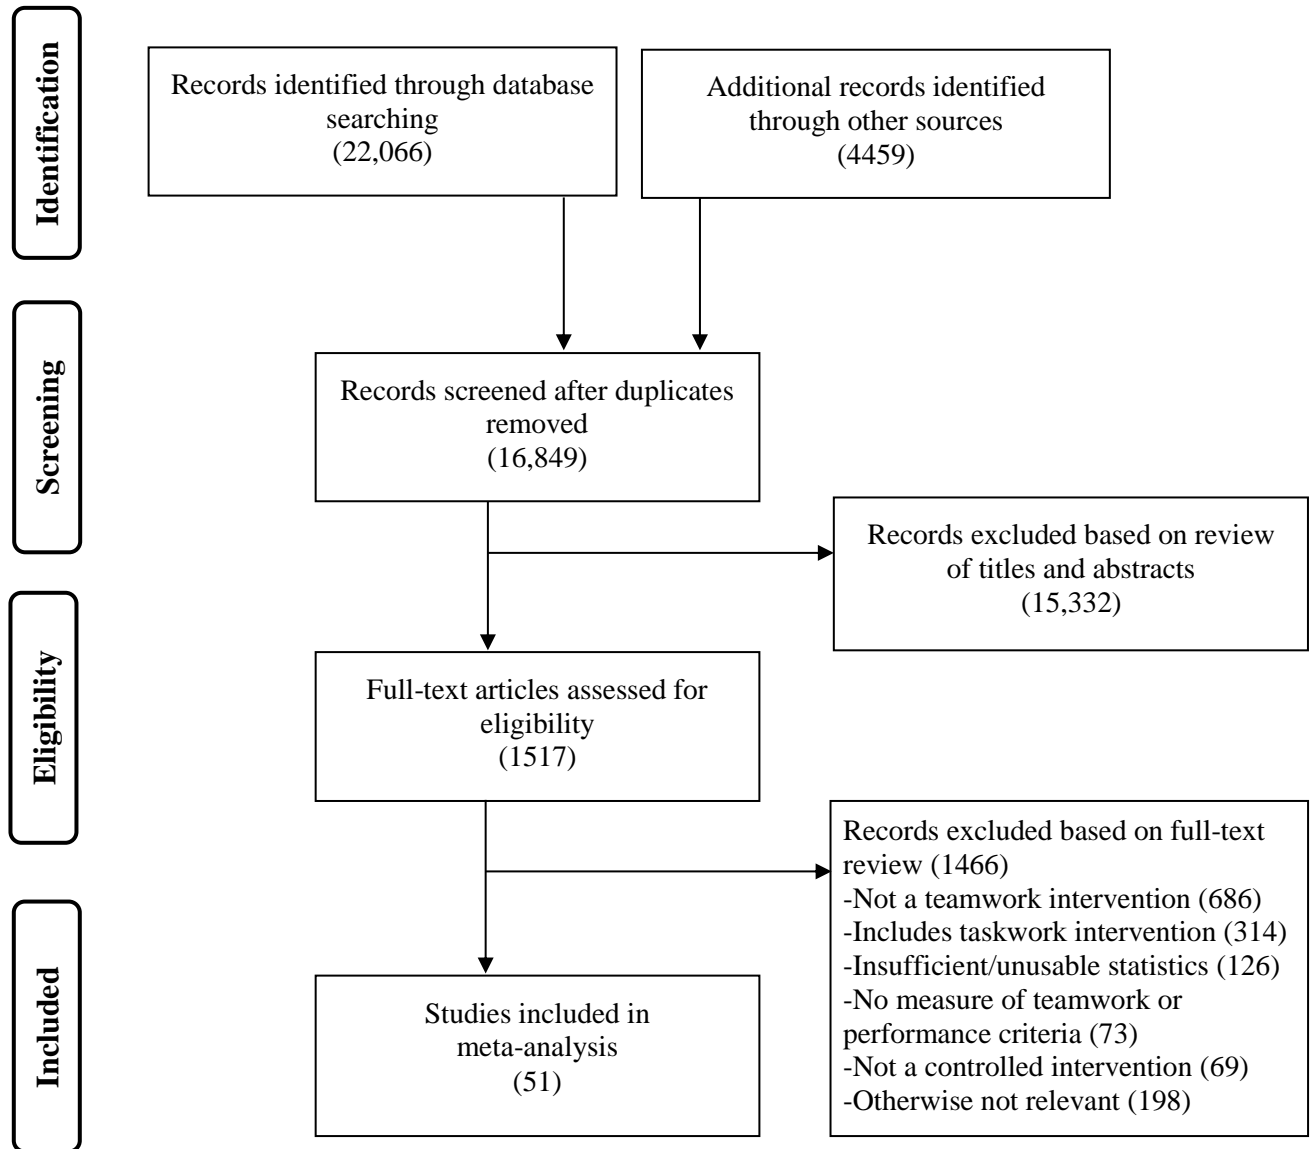 Identification
Records identified through database
searching
(22,066)
Additional records identified
through other sources
(4459)
Screening
Records screened after duplicates
removed
(16,849)
Records excluded based on review
of titles and abstracts
(15,332)
Eligibility
Full-text articles assessed for
eligibility
(1517)
Records excluded based on full-text
review (1466)
-Not a teamwork intervention (686)
-Includes taskwork intervention (314)
-Insufficient/unusable statistics (126)
-No measure of teamwork or
performance criteria (73)
-Not a controlled intervention (69)
-Otherwise not relevant (198)
Included
Studies included in
meta-analysis
(51)